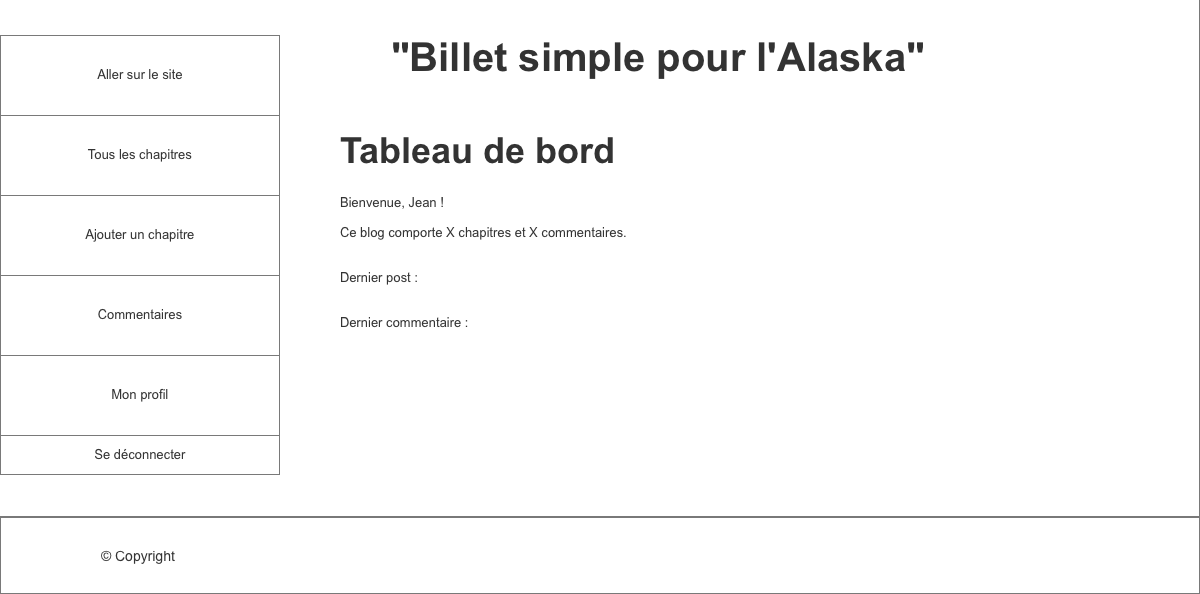 "Billet simple pour l'Alaska"
Aller sur le site
Tous les chapitres
Ajouter un chapitre
Commentaires
Mon profil
Se déconnecter
Tableau de bord
Bienvenue, Jean !
Ce blog comporte X chapitres et X commentaires.
Dernier post :
Dernier commentaire :
© Copyright